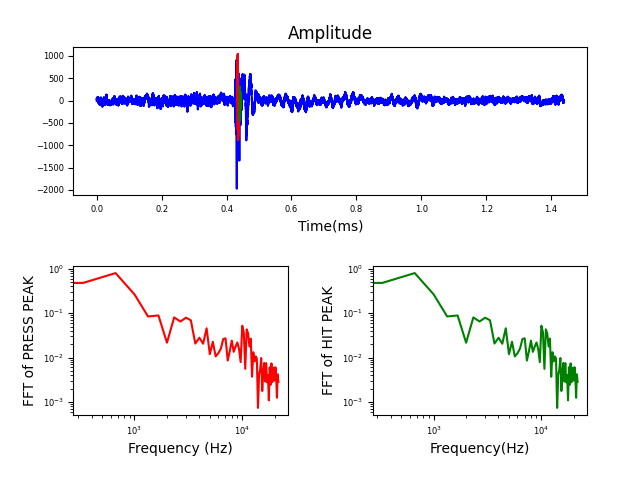 Amplitude
1000
500
0
−500
−1000
−1500
−2000
0.0 0.2 0.4 0.6 0.8 1.0 1.2 1.4
Time(ms)
FFT of PRESS PEAK
10⁰
10⁻¹
10⁻²
10⁻³
10³ 10⁴
Frequency (Hz)
FFT of HIT PEAK
10⁰
10⁻¹
10⁻²
10⁻³
10³ 10⁴
Frequency(Hz)